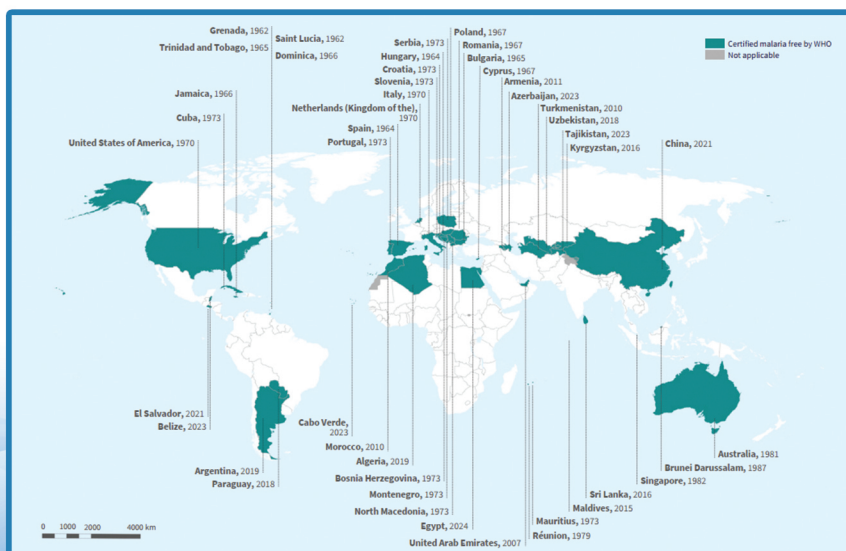 Grenada, 1962
Saint Lucia, 1962
Trinidad and Tobago, 1965
Dominica, 1966
Jamaica, 1966
Cuba, 1973
United States of America, 1970
Poland, 1967
Serbia, 1973
Romania, 1967
Hungary, 1964
Bulgaria, 1965
Croatia, 1973
Cyprus, 1967
Slovenia, 1973
Armenia, 2011
Italy, 1970
Azerbaijan, 2023
Netherlands (Kingdom of the),
1970
Turkmenistan, 2010
Uzbekistan, 2018
Spain, 1964
Tajikistan, 2023
Portugal, 1973
Kyrgyzstan, 2016
China, 2021
Certified malaria free by WHO
Not applicable
El Salvador, 2021
Belize, 2023
Argentina, 2019
Paraguay, 2018
Cabo Verde,
2023
Morocco, 2010
Algeria, 2019
Bosnia Herzegovina, 1973
Montenegro, 1973
North Macedonia, 1973
Egypt, 2024
United Arab Emirates, 2007
Australia, 1981
Brunei Darussalam, 1987
Singapore, 1982
Sri Lanka, 2016
Maldives, 2015
Mauritius, 1973
Réunion, 1979
0 1000 2000 4000 km